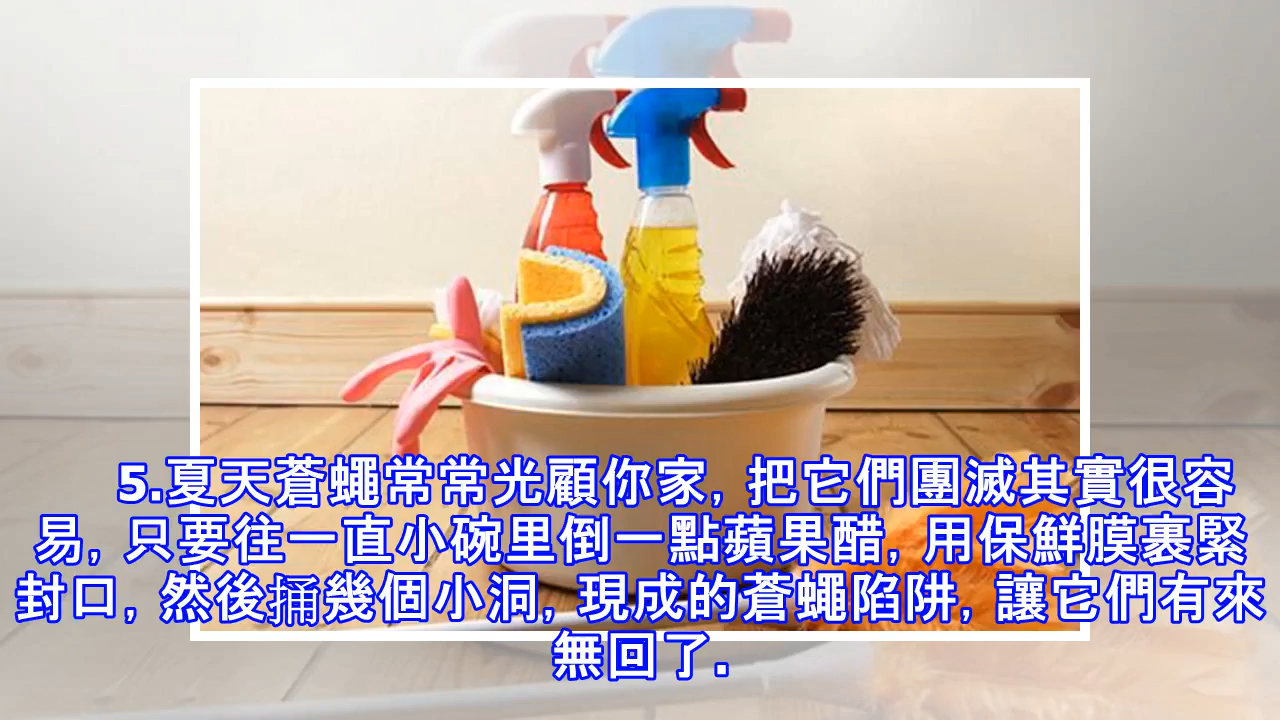 5.夏天蒼蠅常常光顧你家, 把它們團滅其實很容
易, 只要往一直小碗里倒一點蘋果醋, 用保鮮膜裹緊
封口, 然後捅幾個小洞, 現成的蒼蠅陷阱, 讓它們有來
無回了.